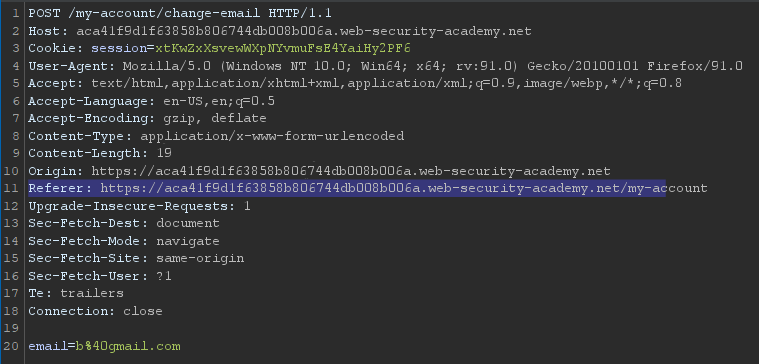 1 POST /my-account/change-email HTTP/1.1
2 Host: aca41f9d1f63858b806744db008b006a.web-security-academy.net
3 Cookie: session=xtKwZxXsvewWXpNYvmuFsE4YaiHy2PF6
4 User-Agent: Mozilla/5.0 (Windows NT 10.0; Win64; x64; rv:91.0) Gecko/20100101 Firefox/91.0
5 Accept: text/html,application/xhtml+xml,application/xml;q=0.9,image/webp,*/*;q=0.8
6 Accept-Language: en-US,en;q=0.5
7 Accept-Encoding: gzip, deflate
8 Content-Type: application/x-www-form-urlencoded
9 Content-Length: 19
10 Origin: https://aca41f9d1f63858b806744db008b006a.web-security-academy.net
11 Referer: https://aca41f9d1f63858b806744db008b006a.web-security-academy.net/my-account
12 Upgrade-Insecure-Requests: 1
13 Sec-Fetch-Dest: document
14 Sec-Fetch-Mode: navigate
15 Sec-Fetch-Site: same-origin
16 Sec-Fetch-User: ?1
17 Te: trailers
18 Connection: close
19
20 email=b%40gmail.com